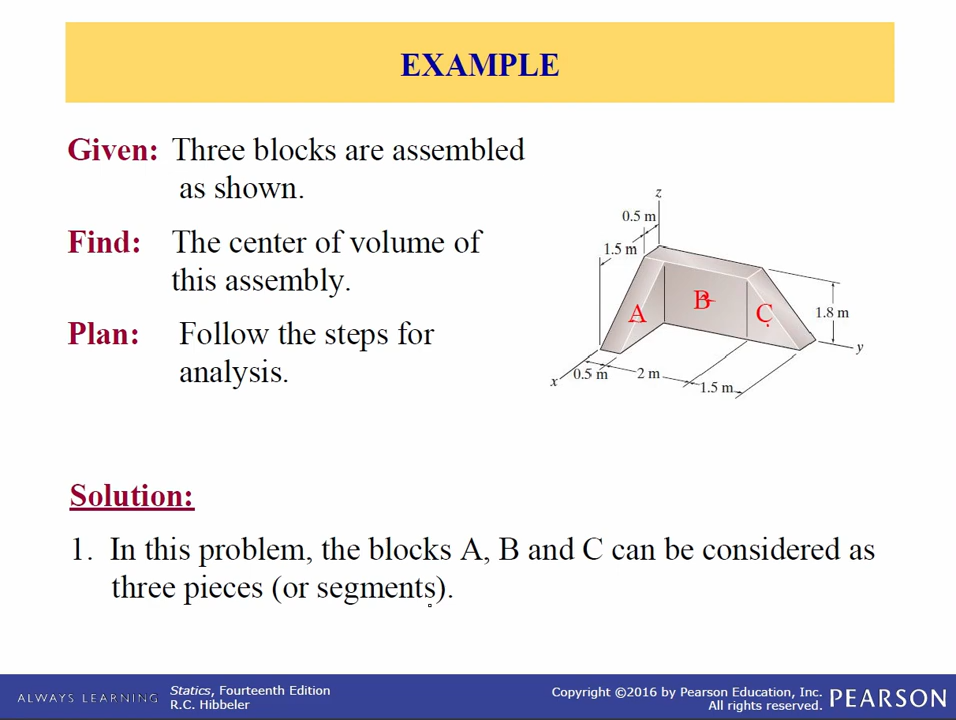 EXAMPLE
Given: Three blocks are assembled
as shown.
Find: The center of volume of
this assembly.
Plan: Follow the steps for
analysis.
z
0.5 m
1.5 m
A
B
C
1.8 m
y
x
0.5 m
2 m
1.5 m
Solution:
1. In this problem, the blocks A, B and C can be considered as
three pieces (or segments).
ALWAYS LEARNING
Statics, Fourteenth Edition
R.C. Hibbeler
Copyright ©2016 by Pearson Education, Inc.
All rights reserved.
PEARSON